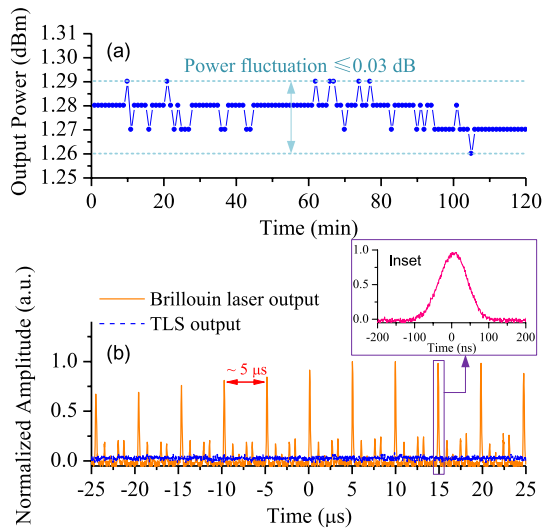 1.31
1.30
1.29
1.28
1.27
1.26
1.25
Output Power (dBm)
(a)
Power fluctuation ≤0.03 dB
0 20 40 60 80 100 120
Time (min)
Inset
1.0
0.5
0.0
-200 -100 0 100 200
Time (ns)
Brillouin laser output
TLS output
(b)
~ 5 μs
1.0
0.5
0.0
Normalized Amplitude (a.u.)
-25 -20 -15 -10 -5 0 5 10 15 20 25
Time (μs)